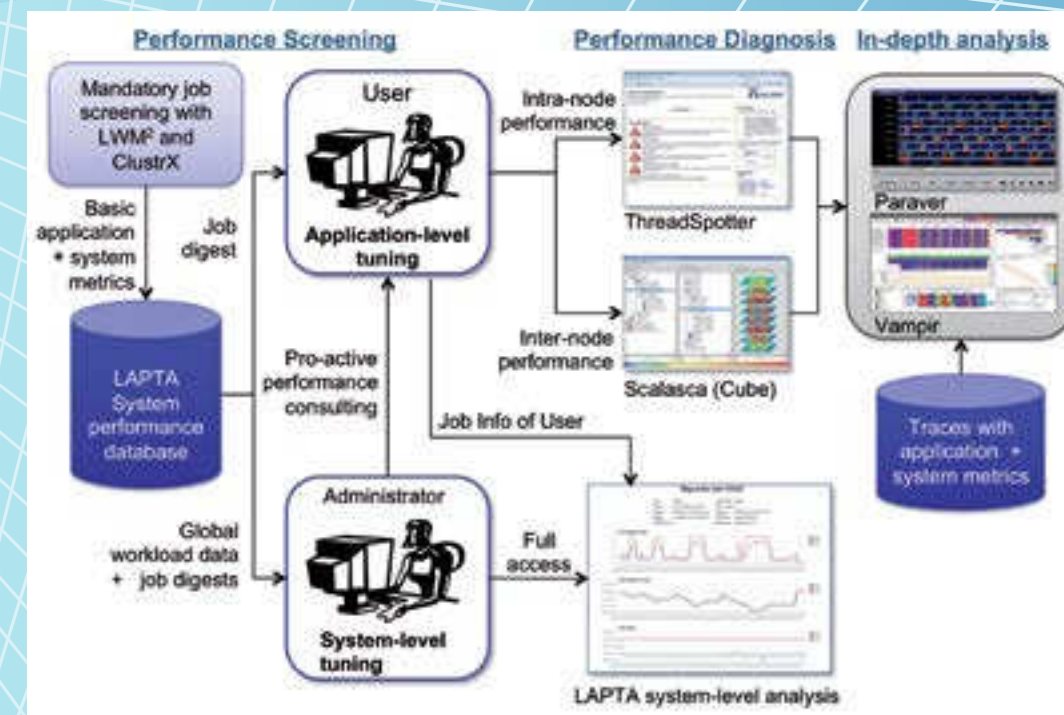 Performance Screening
Performance Diagnosis
In-depth analysis
Mandatory job
screening with
LWM² and
ClustrX
Basic
application
+ system
metrics
Job
digest
LAPTA
System
performance
database
User
Application-level
tuning
Intra-node
performance
Inter-node
performance
ThreadSpotter
Scalasca (Cube)
Paraver
Vampir
Traces with
application +
system metrics
Pro-active
performance
consulting
Job Info of User
Global
workload data
+ job digests
Administrator
System-level
tuning
Full
access
LAPTA system-level analysis